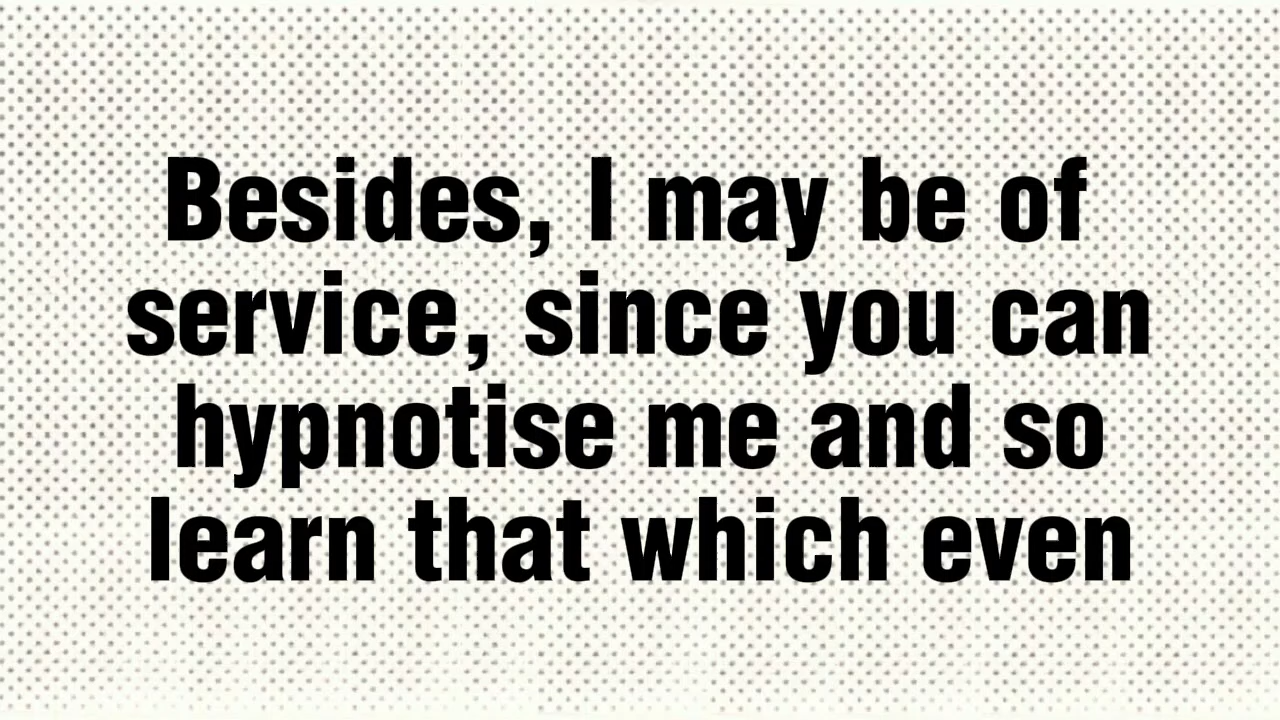 Besides, I may be of
service, since you can
hypnotise me and so
learn that which even